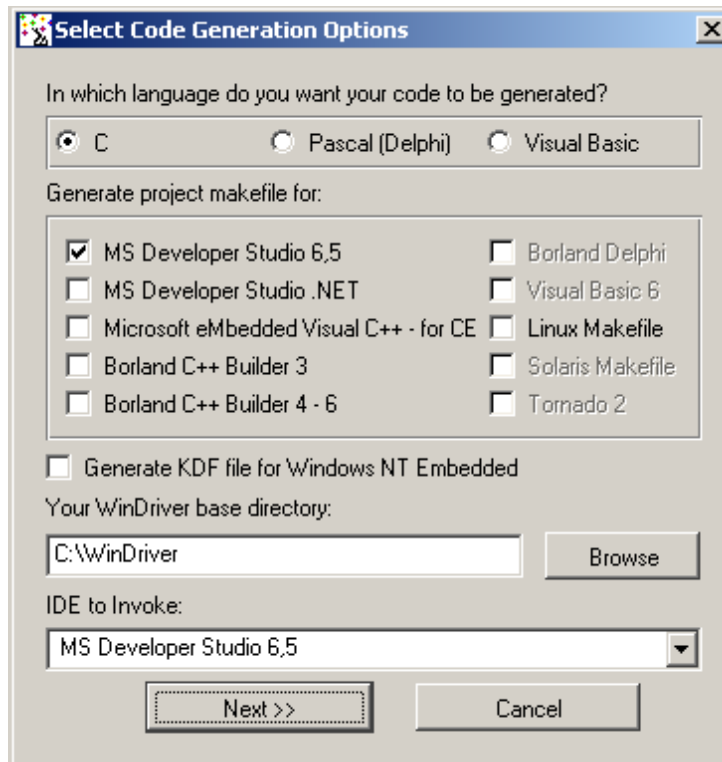 Select Code Generation Options
In which language do you want your code to be generated?
C Pascal (Delphi) Visual Basic
Generate project makefile for:
MS Developer Studio 6,5 Borland Delphi
MS Developer Studio .NET Visual Basic 6
Microsoft eMbedded Visual C++ - for CE Linux Makefile
Borland C++ Builder 3 Solaris Makefile
Borland C++ Builder 4 - 6 Tornado 2
Generate KDF file for Windows NT Embedded
Your WinDriver base directory:
C:\WinDriver Browse
IDE to Invoke:
MS Developer Studio 6,5
Next >> Cancel